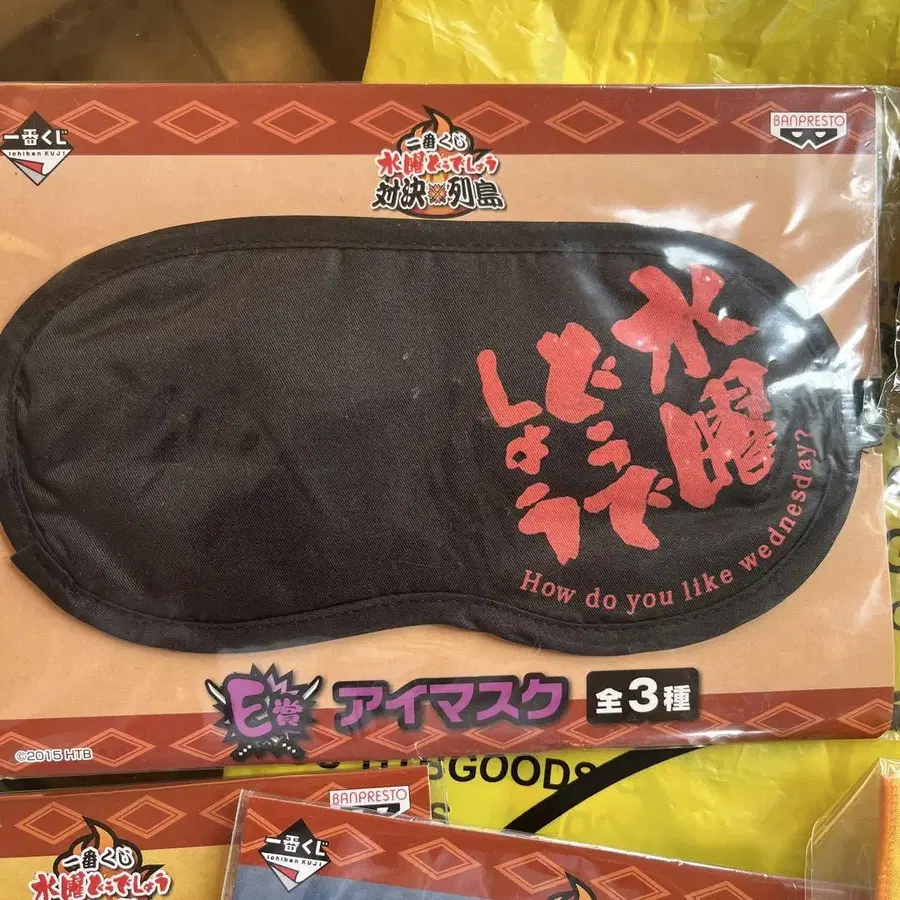 一番くじ
Ichiban KUJI
一番くじ
水曜どうでしょう
対決 列島
BANPRESTO
水曜
どうで
しょう
How do you like wednesday?
E賞
アイマスク
全3種
©2015 HTB
GOODS
BANPRESTO
一番くじ
水曜どうでしょう
一番くじ
Ichiban KUJI